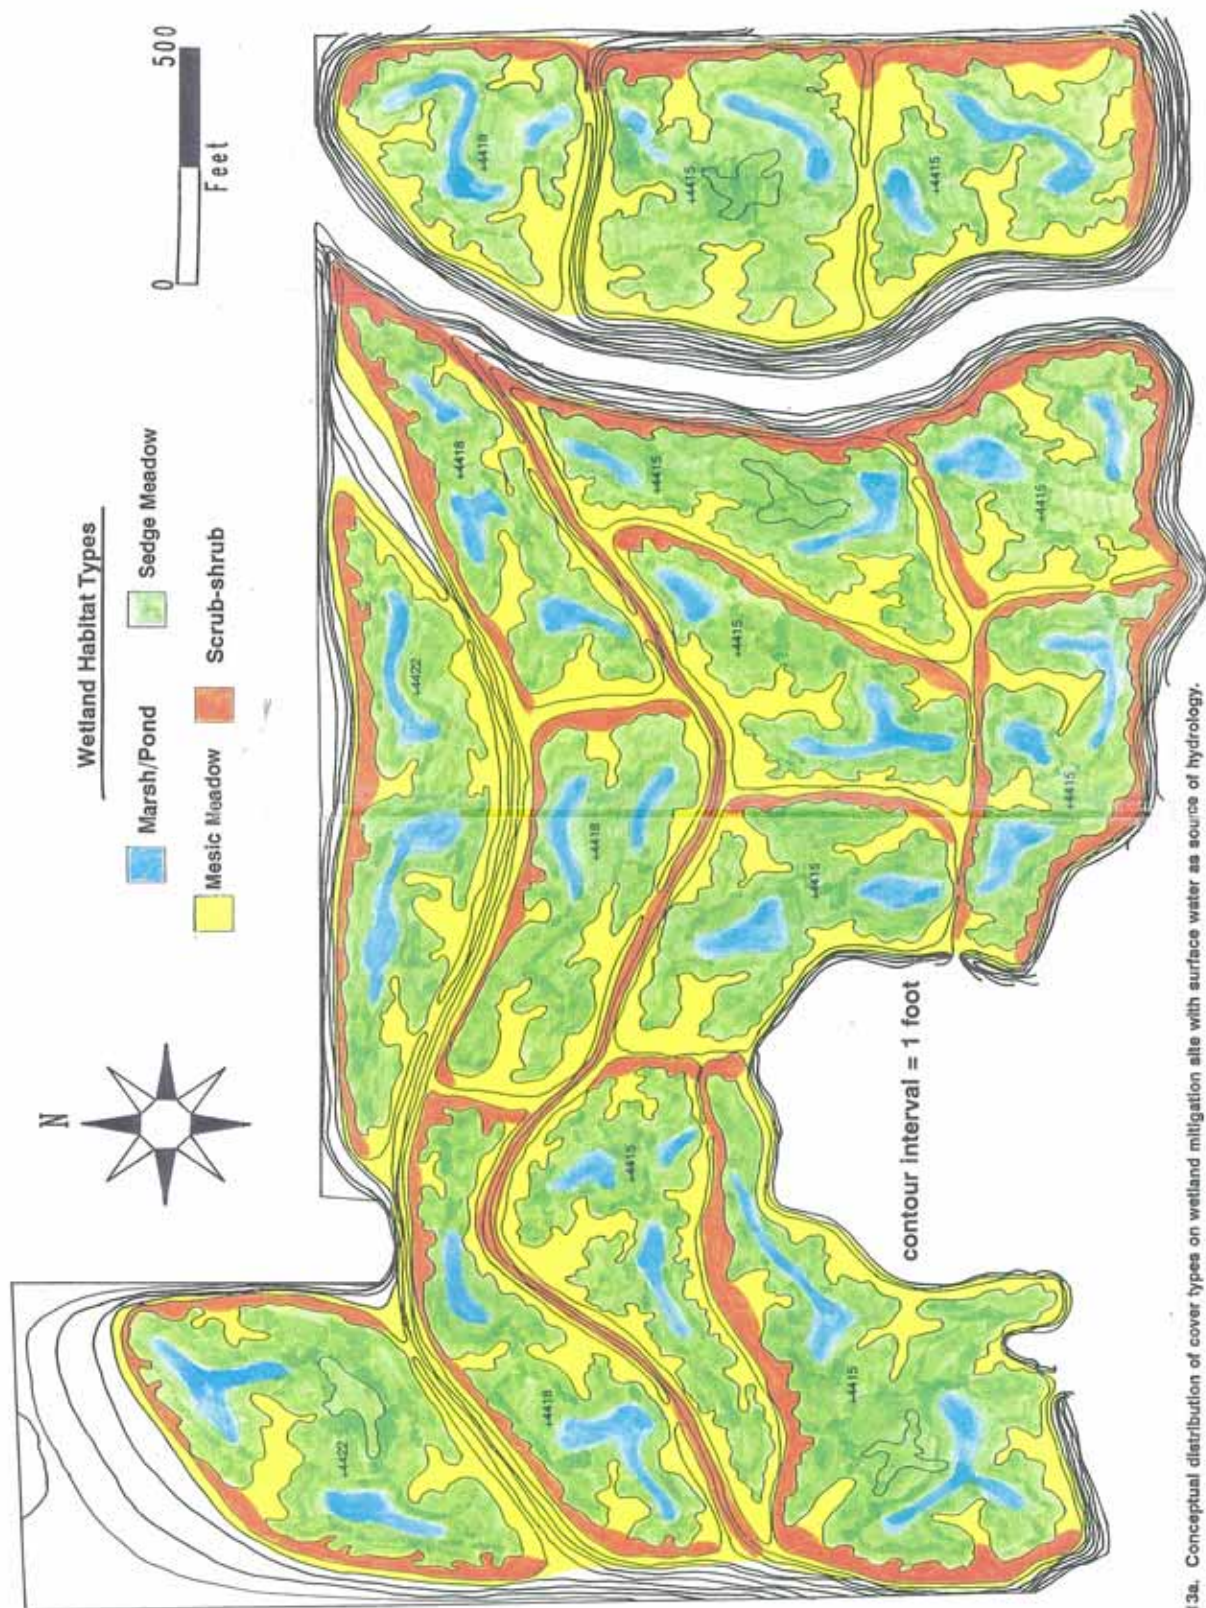 Wetland Habitat Types
Marsh/Pond
Sedge Meadow
Mesic Meadow
Scrub-shrub
N
0
500
Feet
+4422
+4422
+4418
+4418
+4418
+4418
+4415
+4415
+4415
+4415
+4415
+4415
+4415
+4415
+4415
contour interval = 1 foot
13a. Conceptual distribution of cover types on wetland mitigation site with surface water as source of hydrology.